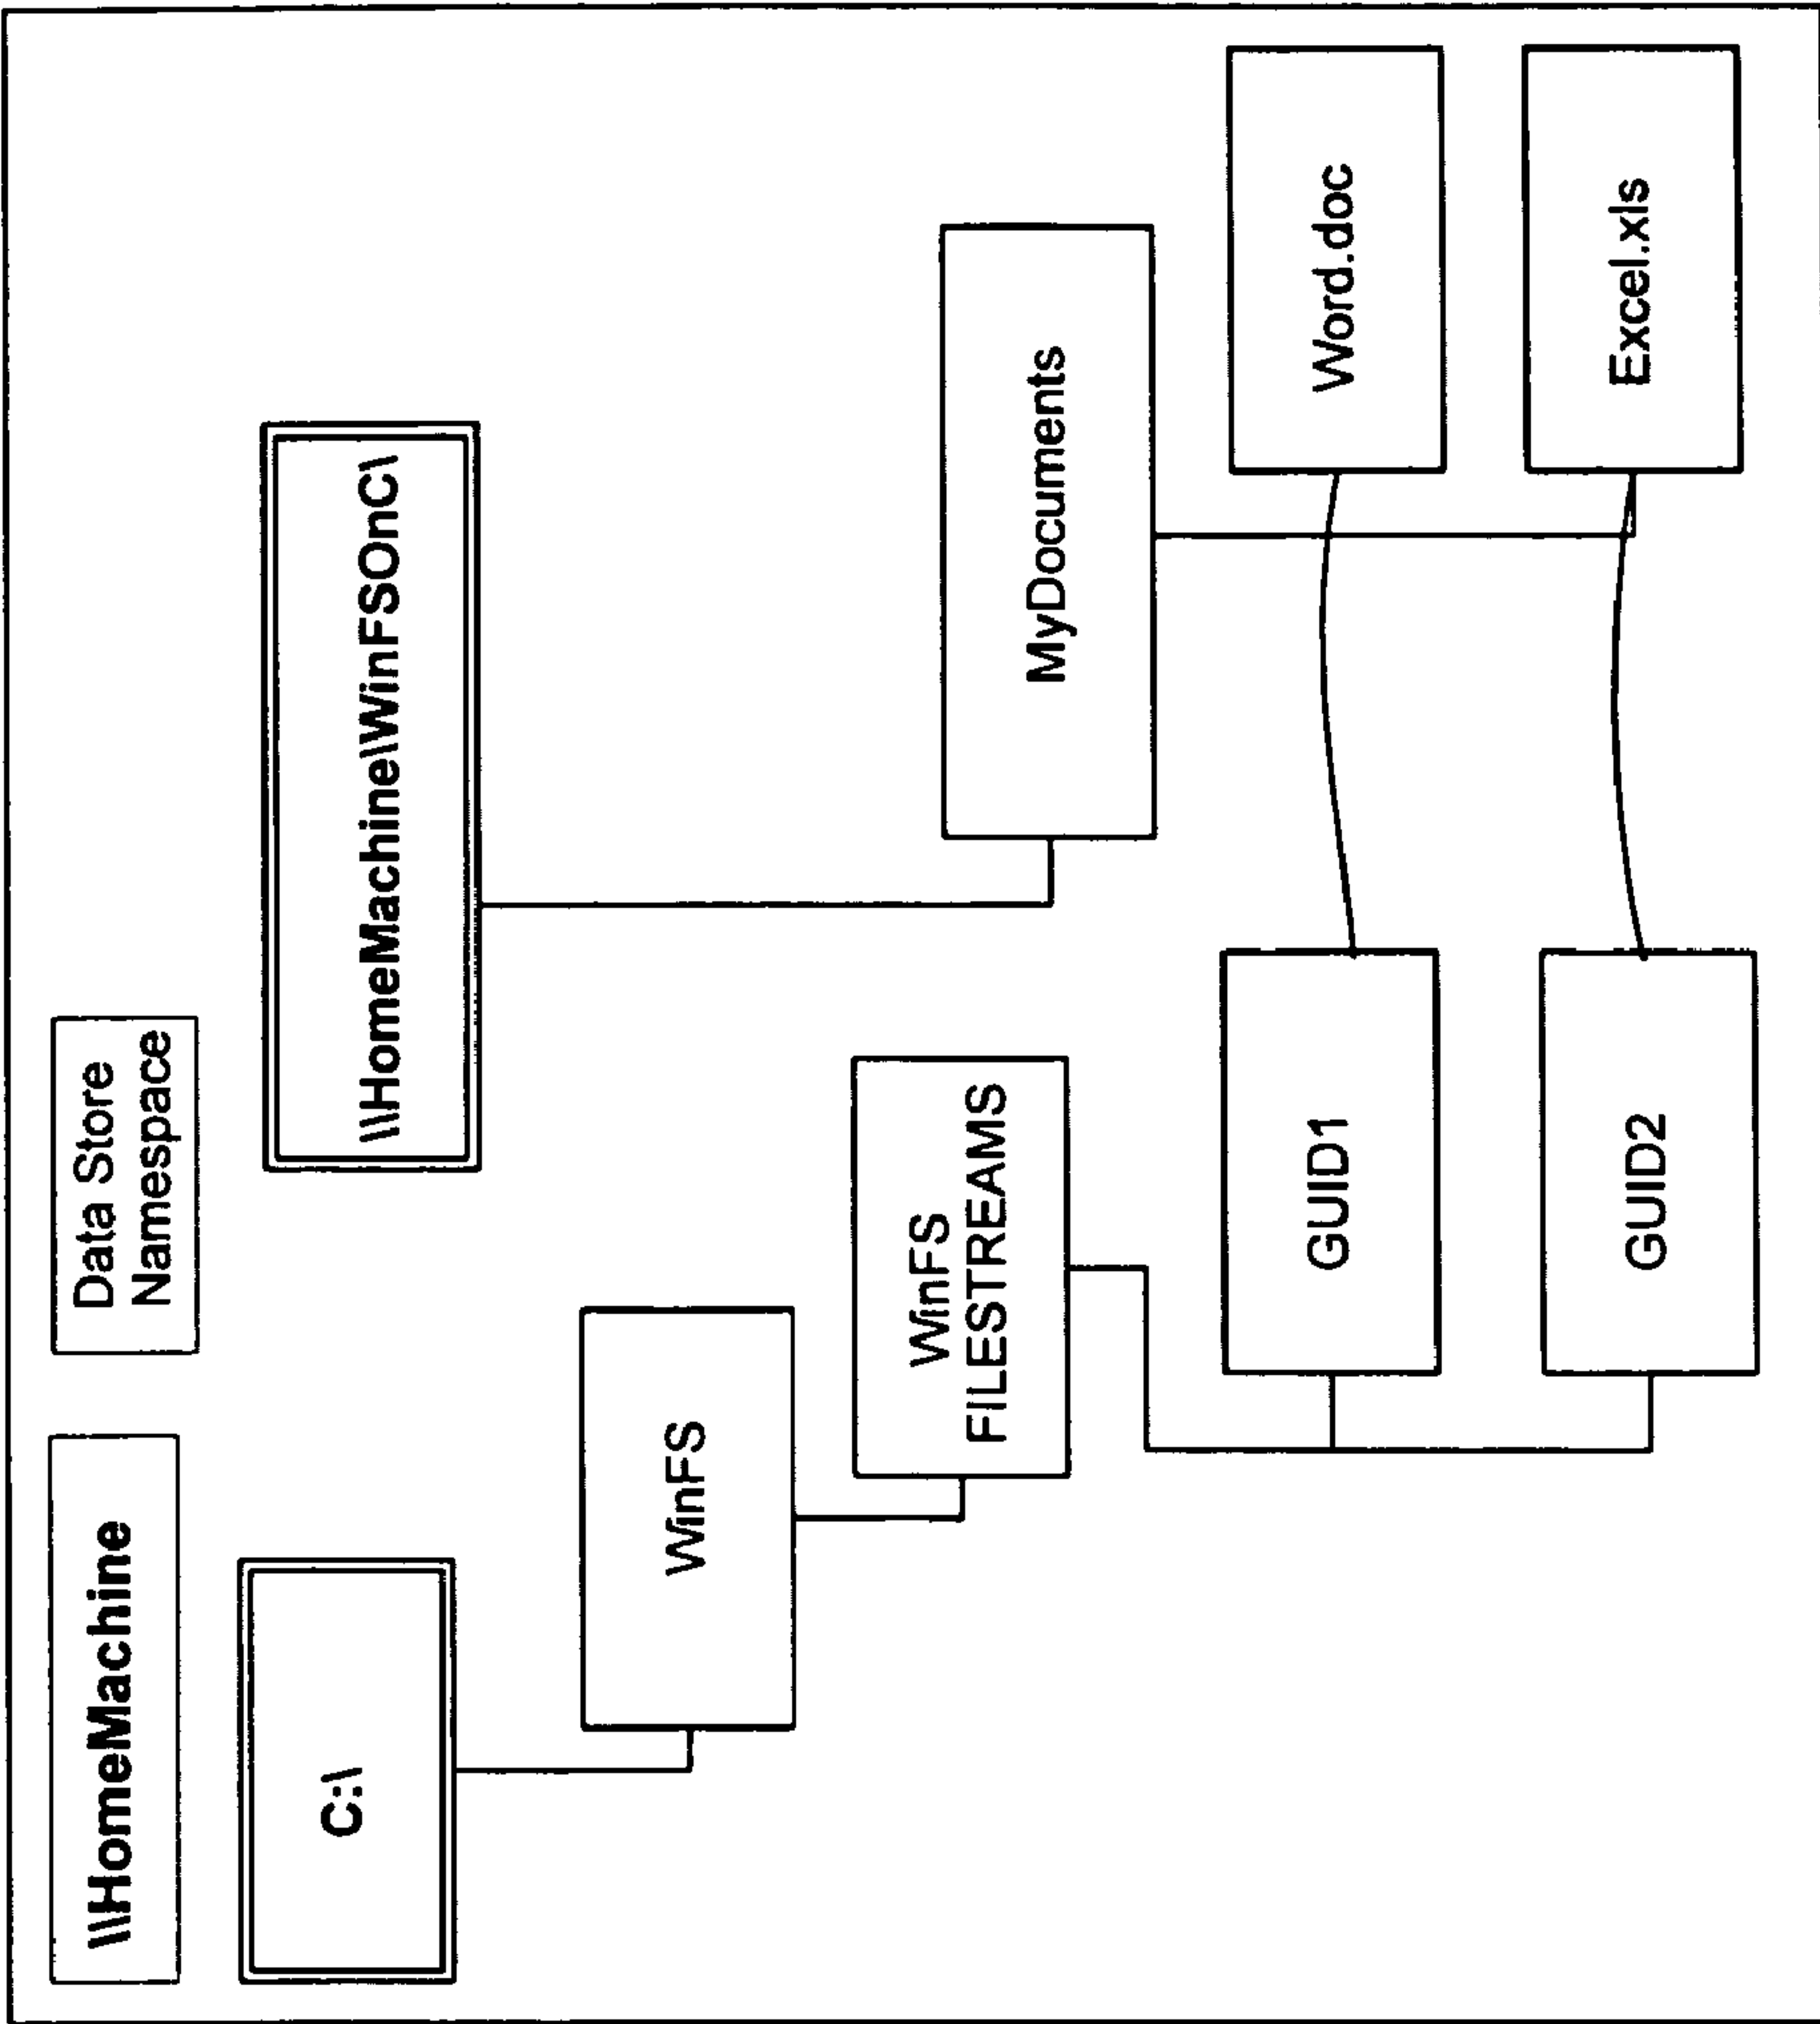 \\HomeMachine
Data Store
Namespace
C:\
\\\HomeMachine\WinFSOnC\
WinFS
WinFS
FILESTREAMS
MyDocuments
GUID1
Word.doc
GUID2
Excel.xls